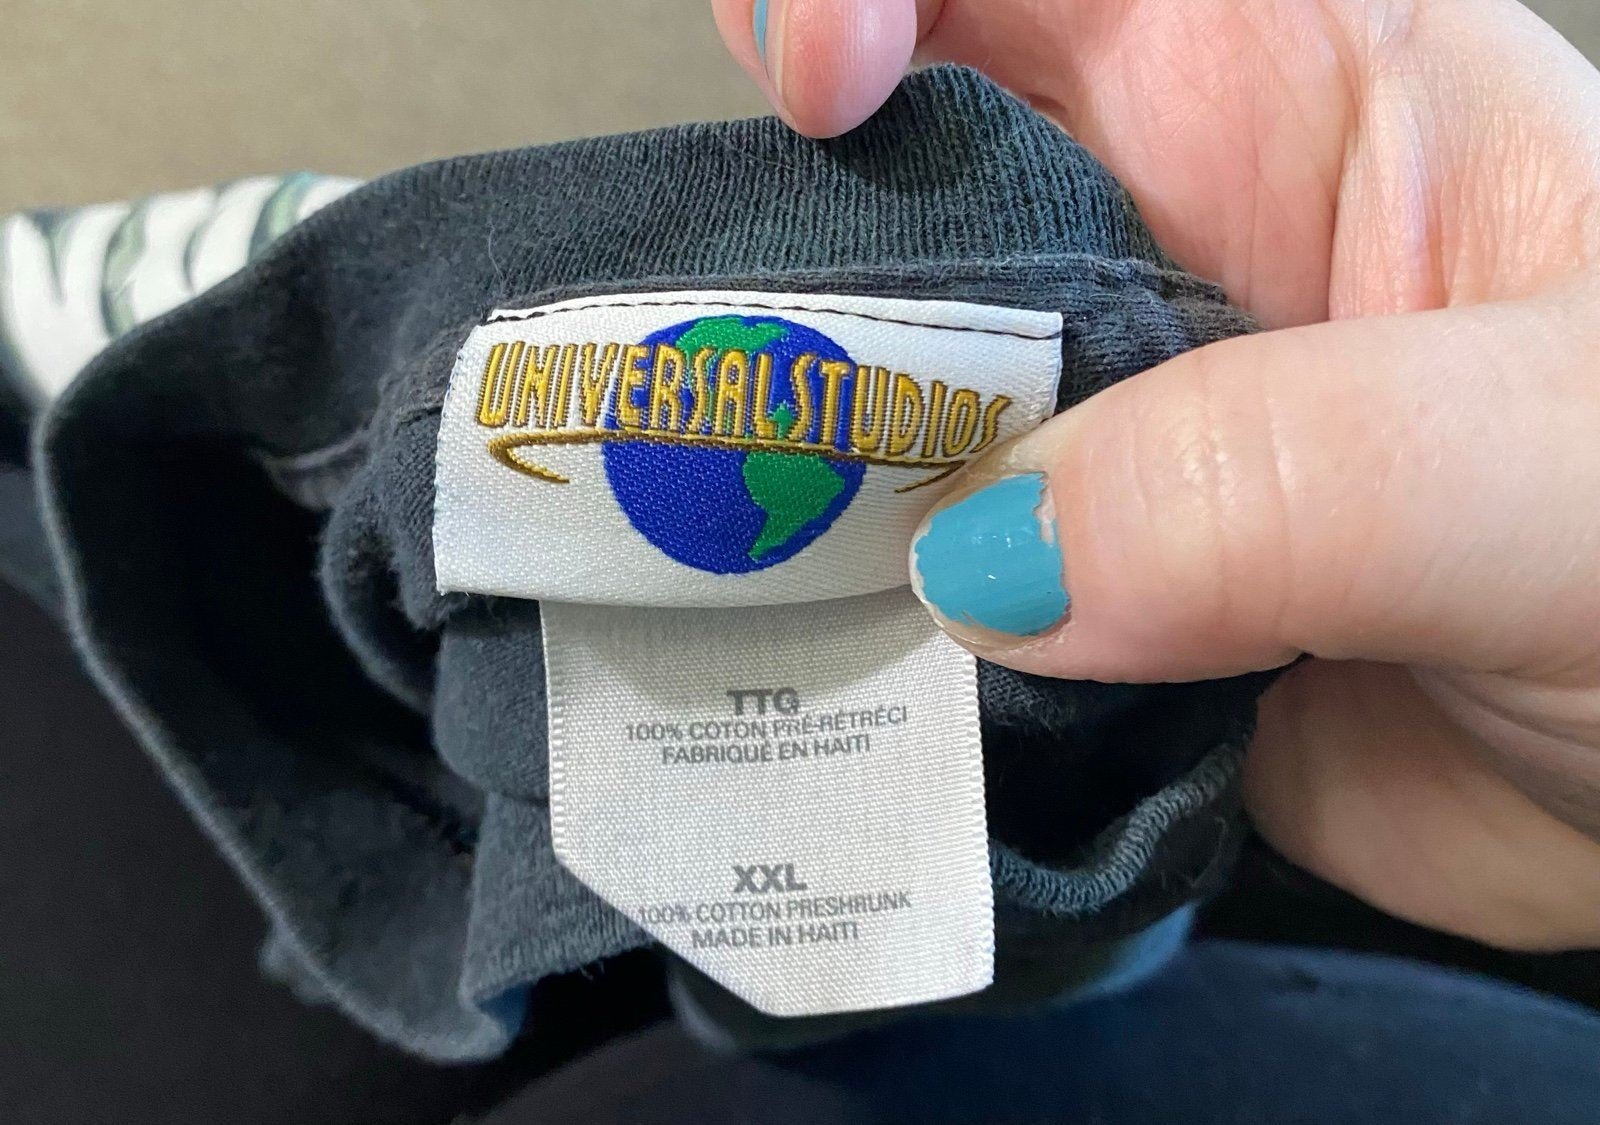 UNIVERSAL STUDIOS
TTG
100% COTON PRÉ-RÉTRÉCI
FABRIQUÉ EN HAITI
XXL
100% COTTON PRESHRUNK
MADE IN HAITI